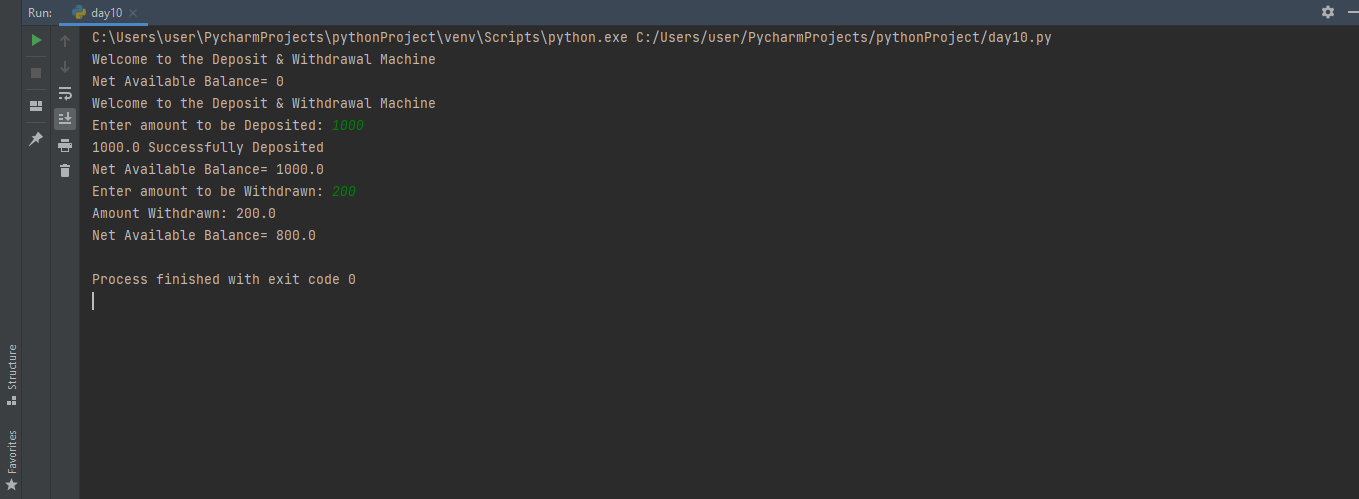 Run: day10
C:\Users\user\PycharmProjects\pythonProject\venv\Scripts\python.exe C:/Users/user/PycharmProjects/pythonProject/day10.py
Welcome to the Deposit & Withdrawal Machine
Net Available Balance= 0
Welcome to the Deposit & Withdrawal Machine
Enter amount to be Deposited: 1000
1000.0 Successfully Deposited
Net Available Balance= 1000.0
Enter amount to be Withdrawn: 200
Amount Withdrawn: 200.0
Net Available Balance= 800.0
Process finished with exit code 0
Structure
Favorites